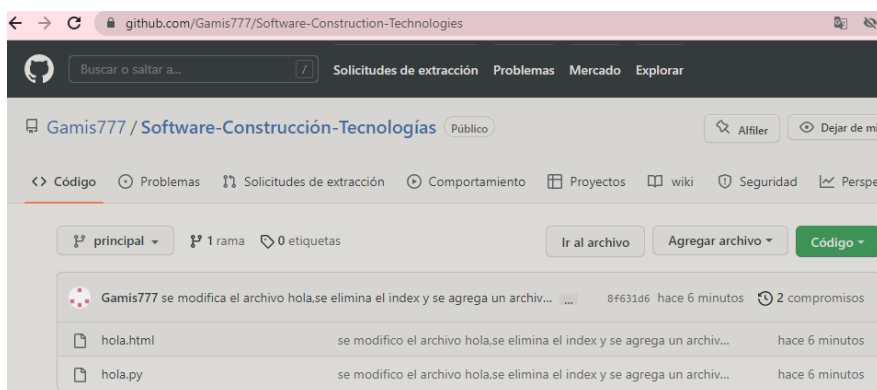 github.com/Gamis777/Software-Construction-Technologies
Buscar o saltar a... / Solicitudes de extracción Problemas Mercado Explorar
Gamis777 / Software-Construcción-Tecnologías Público Alfiler Dejar de mi
<> Código Problemas Solicitudes de extracción Comportamiento Proyectos wiki Seguridad Perspe
principal 1 rama 0 etiquetas Ir al archivo Agregar archivo Código
Gamis777 se modifica el archivo hola,se elimina el index y se agrega un archiv... ... 8f631d6 hace 6 minutos 2 compromisos
hola.html se modifico el archivo hola,se elimina el index y se agrega un archiv... hace 6 minutos
hola.py se modifico el archivo hola,se elimina el index y se agrega un archiv... hace 6 minutos